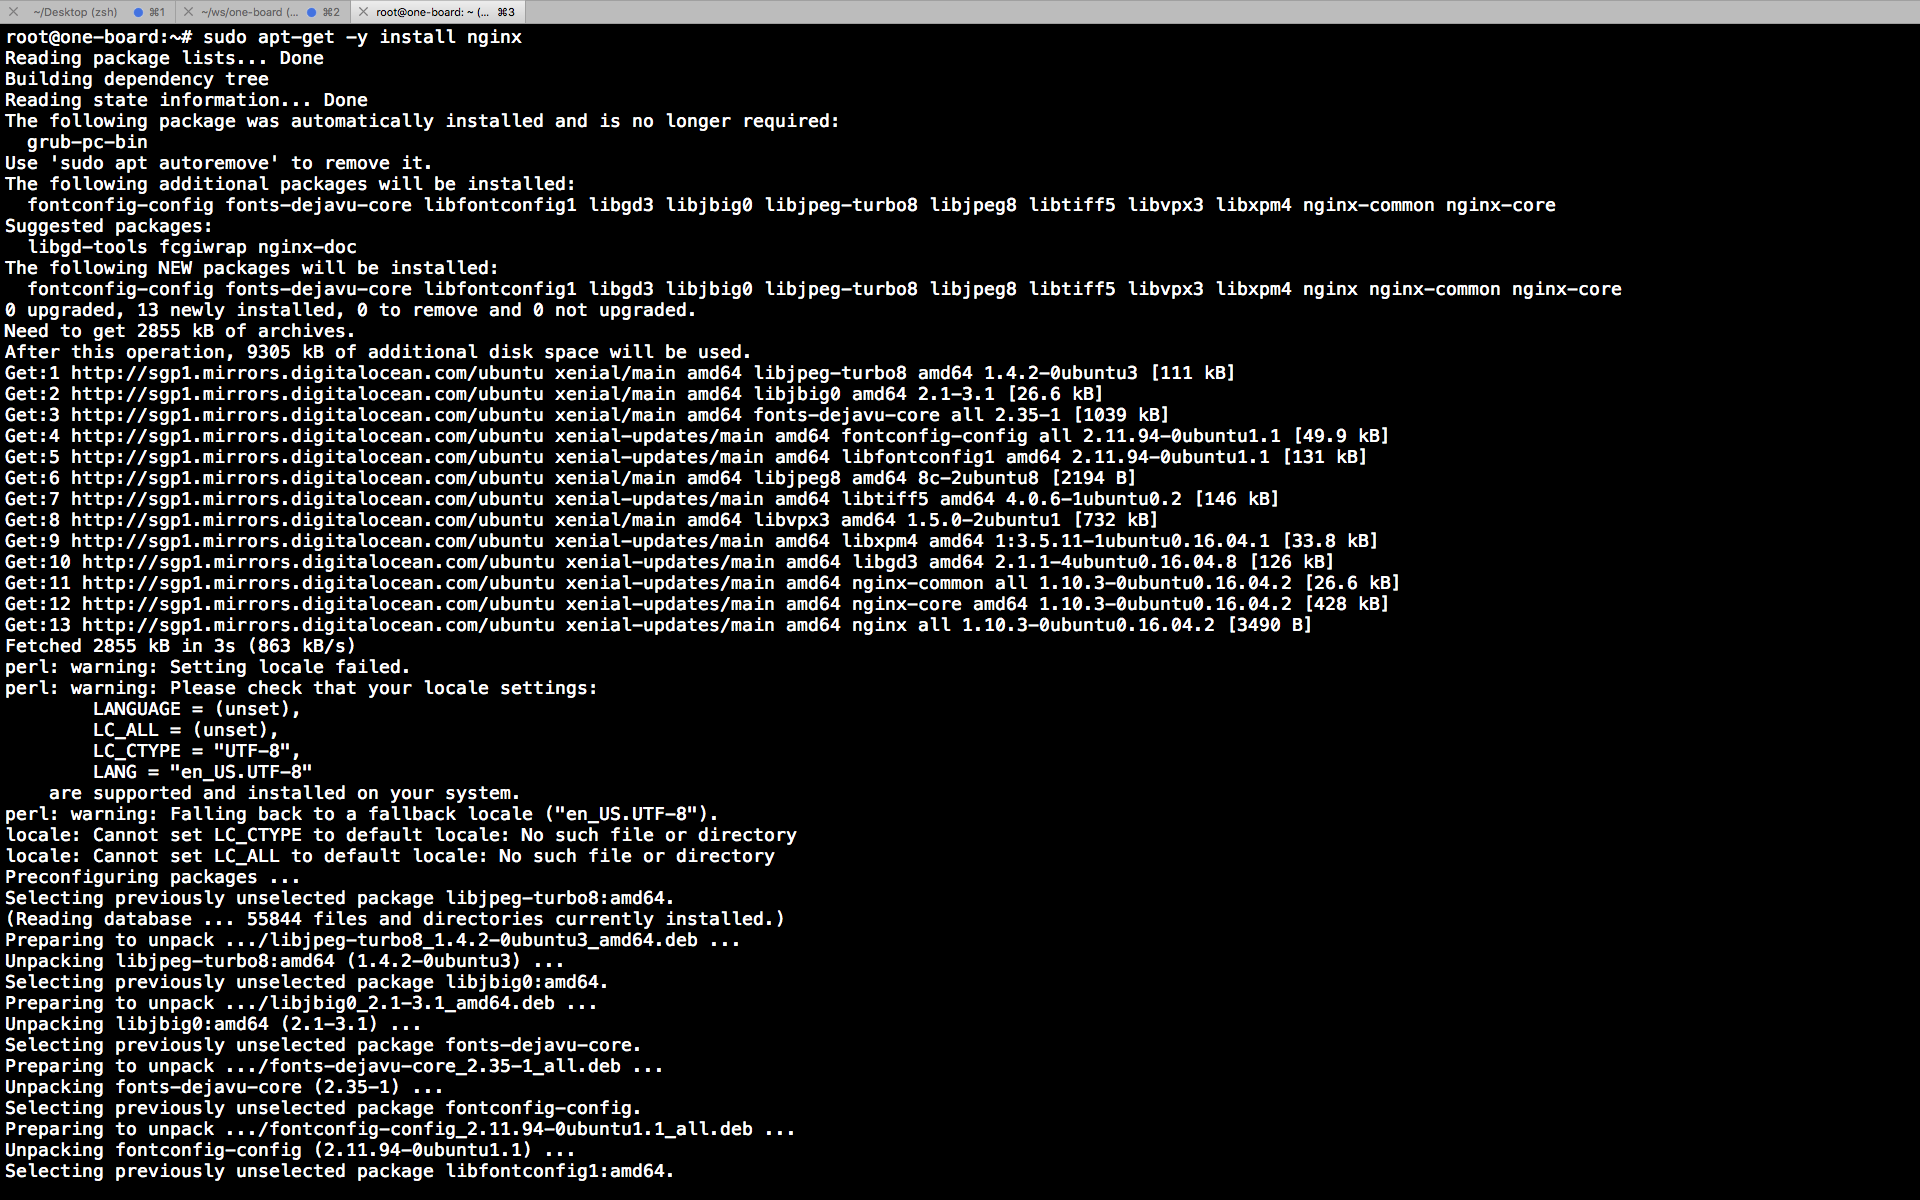 ~/Desktop (zsh) ⌘1 ~/ws/one-board (... ⌘2 root@one-board: ~ (... ⌘3
root@one-board:~# sudo apt-get -y install nginx
Reading package lists... Done
Building dependency tree
Reading state information... Done
The following package was automatically installed and is no longer required:
  grub-pc-bin
Use 'sudo apt autoremove' to remove it.
The following additional packages will be installed:
  fontconfig-config fonts-dejavu-core libfontconfig1 libgd3 libjbig0 libjpeg-turbo8 libjpeg8 libtiff5 libvpx3 libxpm4 nginx-common nginx-core
Suggested packages:
  libgd-tools fcgiwrap nginx-doc
The following NEW packages will be installed:
  fontconfig-config fonts-dejavu-core libfontconfig1 libgd3 libjbig0 libjpeg-turbo8 libjpeg8 libtiff5 libvpx3 libxpm4 nginx nginx-common nginx-core
0 upgraded, 13 newly installed, 0 to remove and 0 not upgraded.
Need to get 2855 kB of archives.
After this operation, 9305 kB of additional disk space will be used.
Get:1 http://sgp1.mirrors.digitalocean.com/ubuntu xenial/main amd64 libjpeg-turbo8 amd64 1.4.2-0ubuntu3 [111 kB]
Get:2 http://sgp1.mirrors.digitalocean.com/ubuntu xenial/main amd64 libjbig0 amd64 2.1-3.1 [26.6 kB]
Get:3 http://sgp1.mirrors.digitalocean.com/ubuntu xenial/main amd64 fonts-dejavu-core all 2.35-1 [1039 kB]
Get:4 http://sgp1.mirrors.digitalocean.com/ubuntu xenial-updates/main amd64 fontconfig-config all 2.11.94-0ubuntu1.1 [49.9 kB]
Get:5 http://sgp1.mirrors.digitalocean.com/ubuntu xenial-updates/main amd64 libfontconfig1 amd64 2.11.94-0ubuntu1.1 [131 kB]
Get:6 http://sgp1.mirrors.digitalocean.com/ubuntu xenial/main amd64 libjpeg8 amd64 8c-2ubuntu8 [2194 B]
Get:7 http://sgp1.mirrors.digitalocean.com/ubuntu xenial-updates/main amd64 libtiff5 amd64 4.0.6-1ubuntu0.2 [146 kB]
Get:8 http://sgp1.mirrors.digitalocean.com/ubuntu xenial/main amd64 libvpx3 amd64 1.5.0-2ubuntu1 [732 kB]
Get:9 http://sgp1.mirrors.digitalocean.com/ubuntu xenial-updates/main amd64 libxpm4 amd64 1:3.5.11-1ubuntu0.16.04.1 [33.8 kB]
Get:10 http://sgp1.mirrors.digitalocean.com/ubuntu xenial-updates/main amd64 libgd3 amd64 2.1.1-4ubuntu0.16.04.8 [126 kB]
Get:11 http://sgp1.mirrors.digitalocean.com/ubuntu xenial-updates/main amd64 nginx-common all 1.10.3-0ubuntu0.16.04.2 [26.6 kB]
Get:12 http://sgp1.mirrors.digitalocean.com/ubuntu xenial-updates/main amd64 nginx-core amd64 1.10.3-0ubuntu0.16.04.2 [428 kB]
Get:13 http://sgp1.mirrors.digitalocean.com/ubuntu xenial-updates/main amd64 nginx all 1.10.3-0ubuntu0.16.04.2 [3490 B]
Fetched 2855 kB in 3s (863 kB/s)
perl: warning: Setting locale failed.
perl: warning: Please check that your locale settings:
        LANGUAGE = (unset),
        LC_ALL = (unset),
        LC_CTYPE = "UTF-8",
        LANG = "en_US.UTF-8"
    are supported and installed on your system.
perl: warning: Falling back to a fallback locale ("en_US.UTF-8").
locale: Cannot set LC_CTYPE to default locale: No such file or directory
locale: Cannot set LC_ALL to default locale: No such file or directory
Preconfiguring packages ...
Selecting previously unselected package libjpeg-turbo8:amd64.
(Reading database ... 55844 files and directories currently installed.)
Preparing to unpack .../libjpeg-turbo8_1.4.2-0ubuntu3_amd64.deb ...
Unpacking libjpeg-turbo8:amd64 (1.4.2-0ubuntu3) ...
Selecting previously unselected package libjbig0:amd64.
Preparing to unpack .../libjbig0_2.1-3.1_amd64.deb ...
Unpacking libjbig0:amd64 (2.1-3.1) ...
Selecting previously unselected package fonts-dejavu-core.
Preparing to unpack .../fonts-dejavu-core_2.35-1_all.deb ...
Unpacking fonts-dejavu-core (2.35-1) ...
Selecting previously unselected package fontconfig-config.
Preparing to unpack .../fontconfig-config_2.11.94-0ubuntu1.1_all.deb ...
Unpacking fontconfig-config (2.11.94-0ubuntu1.1) ...
Selecting previously unselected package libfontconfig1:amd64.